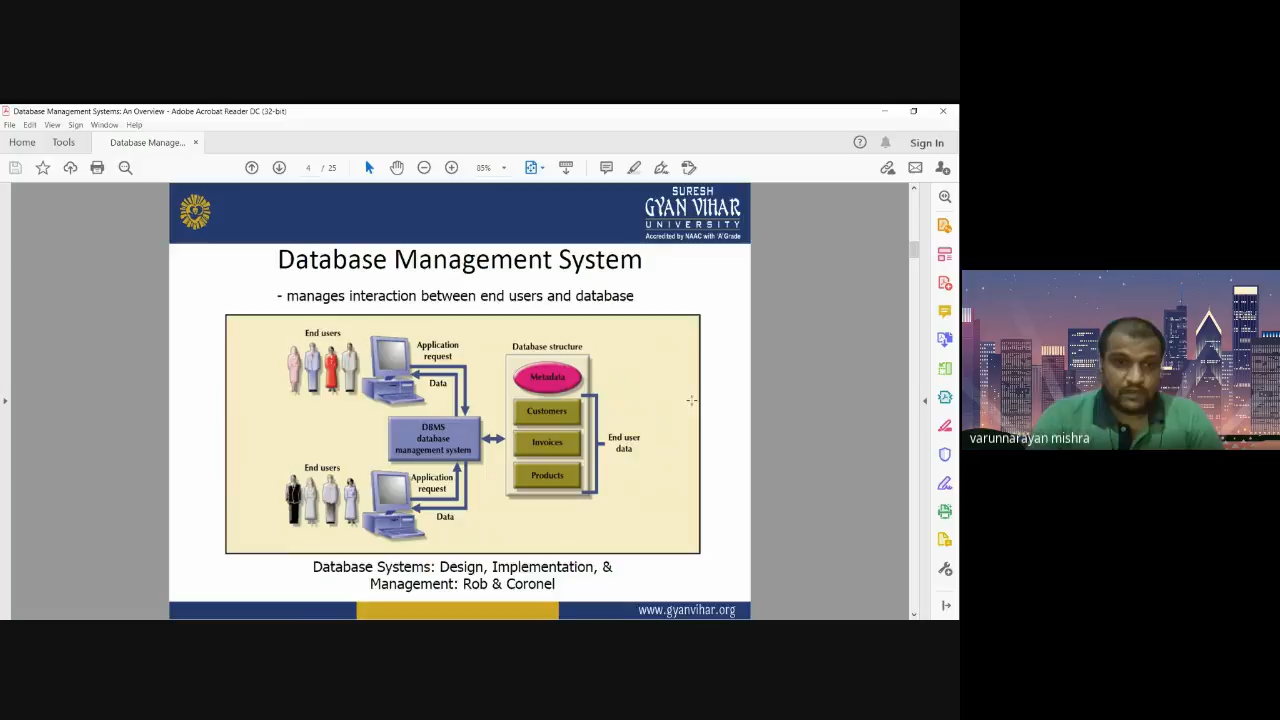 Database Management Systems: An Overview - Adobe Acrobat Reader DC (32-bit)
File Edit View Sign Window Help
Home Tools Database Manage... × Sign In
4 / 25 85%
SURESH
GYAN VIHAR
UNIVERSITY
Accredited by NAAC with 'A' Grade
Database Management System
- manages interaction between end users and database
End users
Application
request
Data
Database structure
Metadata
Customers
Invoices
Products
End user
data
DBMS
database
management system
End users
Application
request
Data
Database Systems: Design, Implementation, &
Management: Rob & Coronel
www.gyanvihar.org
varunnarayan mishra